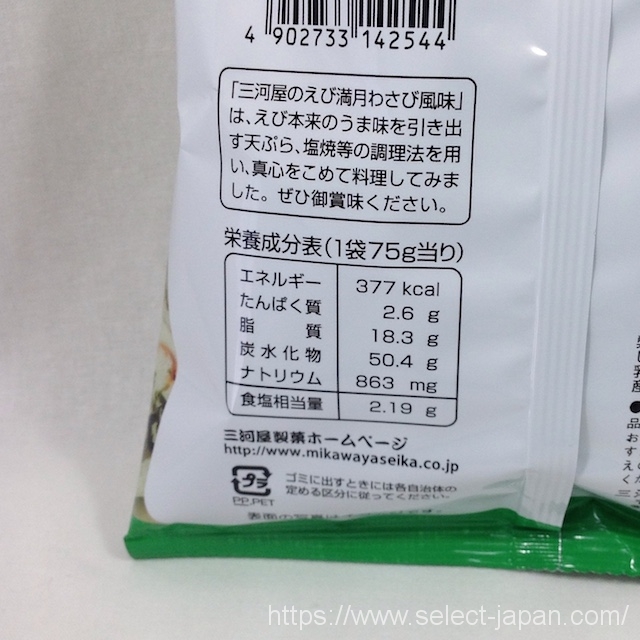 4 902733 142544
「三河屋のえび満月わさび風味」
は、えび本来のうま味を引き出
す天ぷら、塩焼等の調理法を用
い、真心をこめて料理してみま
した。ぜひ御賞味ください。
栄養成分表(1袋75g当り)
エネルギー 377 kcal
たんぱく質 2.6 g
脂質 18.3 g
炭水化物 50.4 g
ナトリウム 863 mg
食塩相当量 2.19 g
三河屋製菓ホームページ
http://www.mikawayaseika.co.jp
プラ
PP,PET
ゴミに出すときには各自治体の
定める区分に従ってください。
表面の写真は
https://www.select-japan.com/